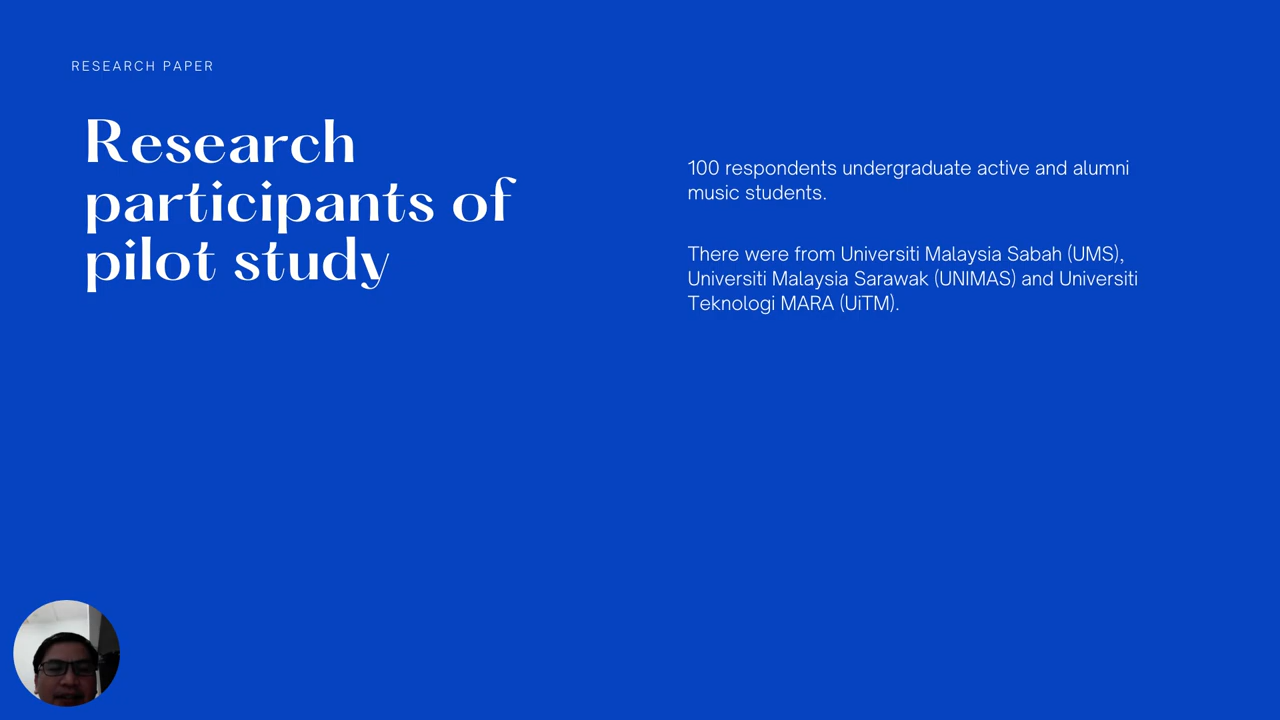 RESEARCH PAPER
Research
participants of
pilot study
100 respondents undergraduate active and alumni
music students.
There were from Universiti Malaysia Sabah (UMS),
Universiti Malaysia Sarawak (UNIMAS) and Universiti
Teknologi MARA (UiTM).